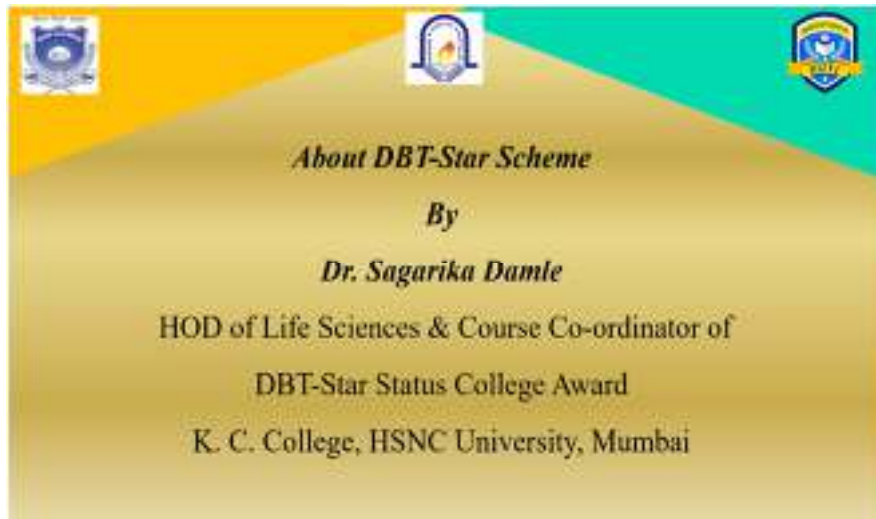 About DBT-Star Scheme
By
Dr. Sagarika Damle
HOD of Life Sciences & Course Co-ordinator of
DBT-Star Status College Award
K. C. College, HSNC University, Mumbai